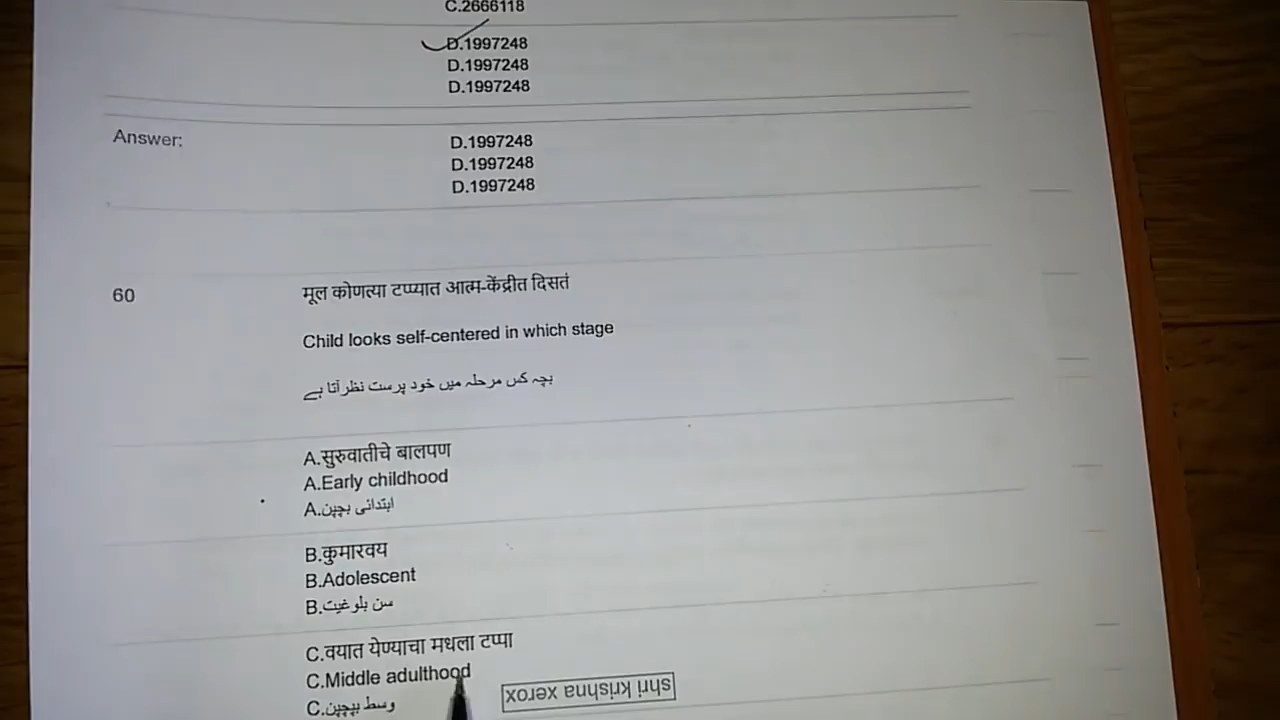 C.2666118
D.1997248
D.1997248
D.1997248
Answer:
D.1997248
D.1997248
D.1997248
60
मूल कोणत्या टप्प्यात आत्म-केंद्रीत दिसतं
Child looks self-centered in which stage
بچہ کس مرحلہ میں خود پرست نظر آتا ہے
A.सुरुवातीचे बालपण
A.Early childhood
A.ابتدائی بچپن
B.कुमारवय
B.Adolescent
B.سن بلوغیت
C.वयात येण्याचा मधला टप्पा
C.Middle adulthood
C.وسط بچپن
shri krishna xerox